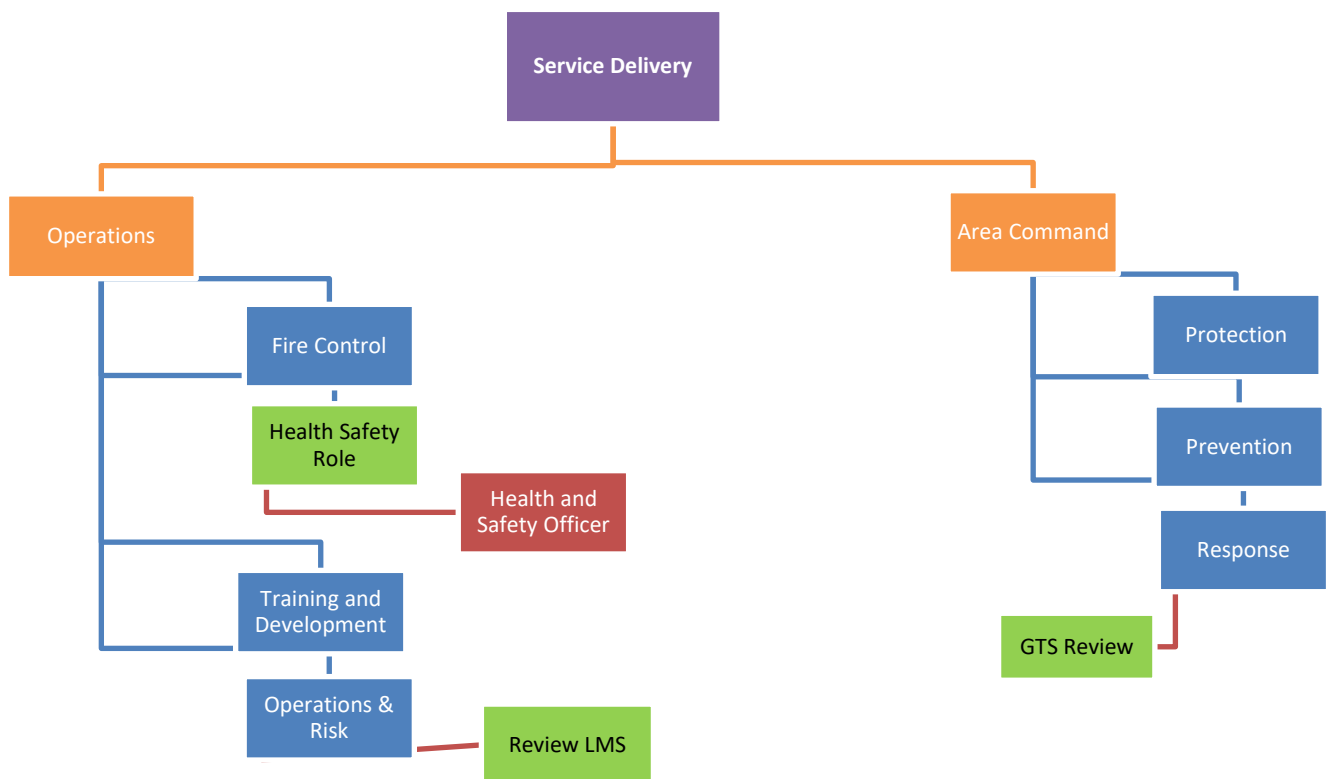 Service Delivery
Operations
Area Command
Fire Control
Protection
Health Safety
Role
Prevention
Health and
Safety Officer
Response
Training and
Development
GTS Review
Operations &
Risk
Review LMS